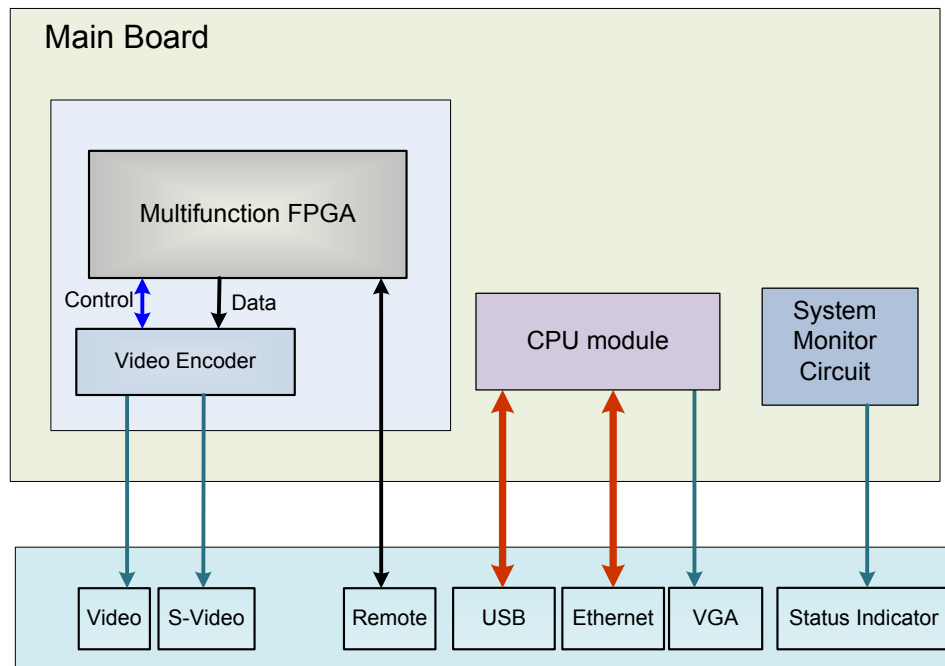 Main Board
Multifunction FPGA
Control
Data
Video Encoder
CPU module
System
Monitor
Circuit
Video
S-Video
Remote
USB
Ethernet
VGA
Status Indicator